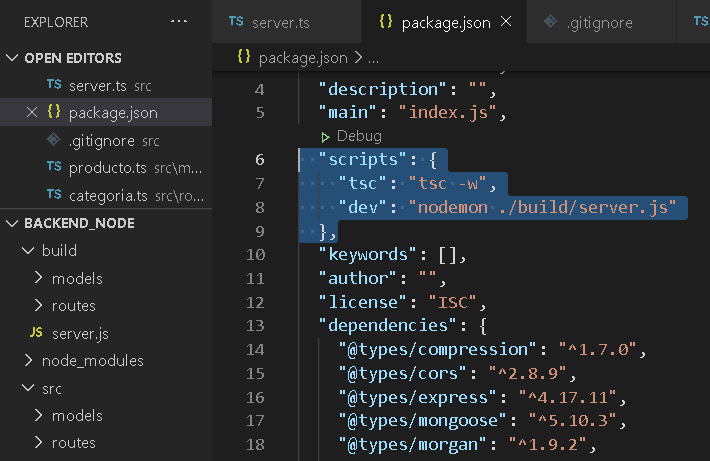 EXPLORER ...
OPEN EDITORS
TS server.ts src
{} package.json
.gitignore src
TS producto.ts src\m...
TS categoria.ts src\ro...
BACKEND_NODE
build
models
routes
JS server.js
node_modules
src
models
routes
TS server.ts
{} package.json
.gitignore
TS
{} package.json > ...
4 "description": "",
5 "main": "index.js",
Debug
6 "scripts": {
7 "tsc": "tsc -w",
8 "dev": "nodemon ./build/server.js"
9 },
10 "keywords": [],
11 "author": "",
12 "license": "ISC",
13 "dependencies": {
14 "@types/compression": "^1.7.0",
15 "@types/cors": "^2.8.9",
16 "@types/express": "^4.17.11",
17 "@types/mongoose": "^5.10.3",
18 "@types/morgan": "^1.9.2",